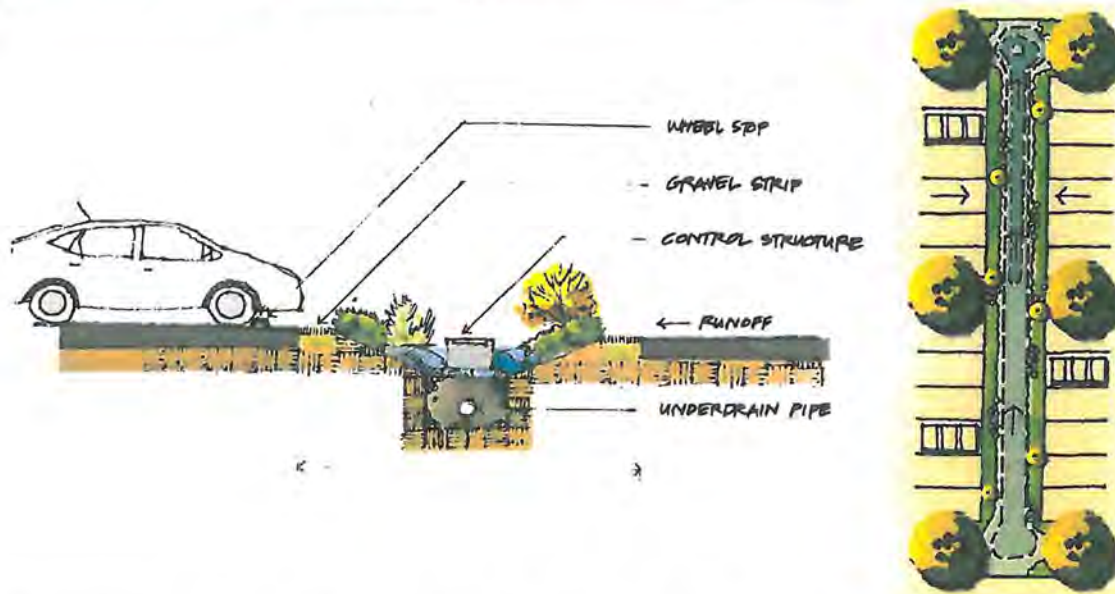 WHEEL STOP
GRAVEL STRIP
CONTROL STRUCTURE
RUNOFF
UNDERDRAIN PIPE